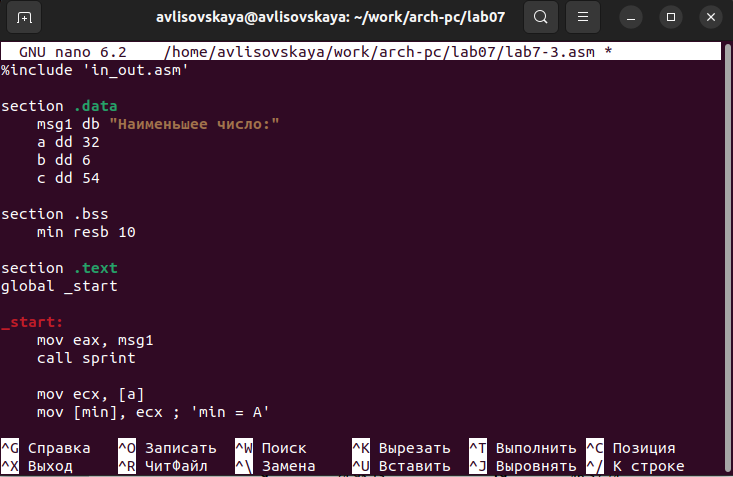 avlisovskaya@avlisovskaya: ~/work/arch-pc/lab07
GNU nano 6.2 /home/avlisovskaya/work/arch-pc/lab07/lab7-3.asm *
%include 'in_out.asm'
section .data
msg1 db "Наименьшее число:"
a dd 32
b dd 6
c dd 54
section .bss
min resb 10
section .text
global _start
_start:
mov eax, msg1
call sprint
mov ecx, [a]
mov [min], ecx ; 'min = A'
^G Справка ^O Записать ^W Поиск ^K Вырезать ^T Выполнить ^C Позиция
^X Выход ^R ЧитФайл ^\ Замена ^U Вставить ^J Выровнять ^/ К строке